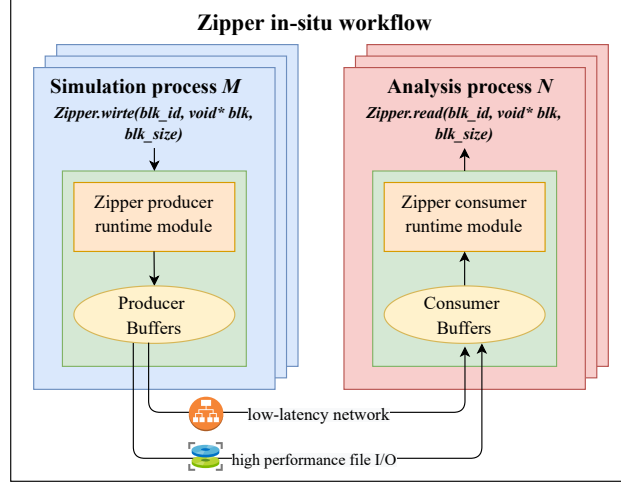 Zipper in-situ workflow
Simulation process M
Zipper.wirte(blk_id, void* blk,
blk_size)
Zipper producer
runtime module
Producer
Buffers
Analysis process N
Zipper.read(blk_id, void* blk,
blk_size)
Zipper consumer
runtime module
Consumer
Buffers
low-latency network
high performance file I/O